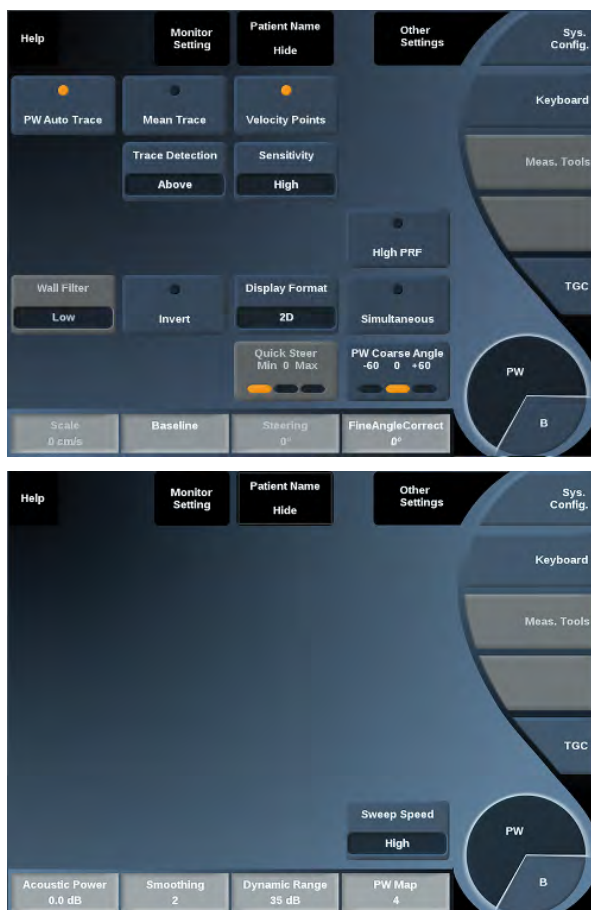 Help
Monitor
Setting
Patient Name
Hide
Other
Settings
Sys.
Config.
PW Auto Trace
Mean Trace
Velocity Points
Keyboard
Trace Detection
Above
Sensitivity
High
Meas. Tools
High PRF
Wall Filter
Low
Invert
Display Format
2D
Simultaneous
TGC
Quick Steer
Min 0 Max
PW Coarse Angle
-60 0 +60
PW
B
Scale
0 cm/s
Baseline
Steering
0°
FineAngleCorrect
0°
Help
Monitor
Setting
Patient Name
Hide
Other
Settings
Sys.
Config.
Keyboard
Meas. Tools
TGC
Sweep Speed
High
PW
B
Acoustic Power
0.0 dB
Smoothing
2
Dynamic Range
35 dB
PW Map
4